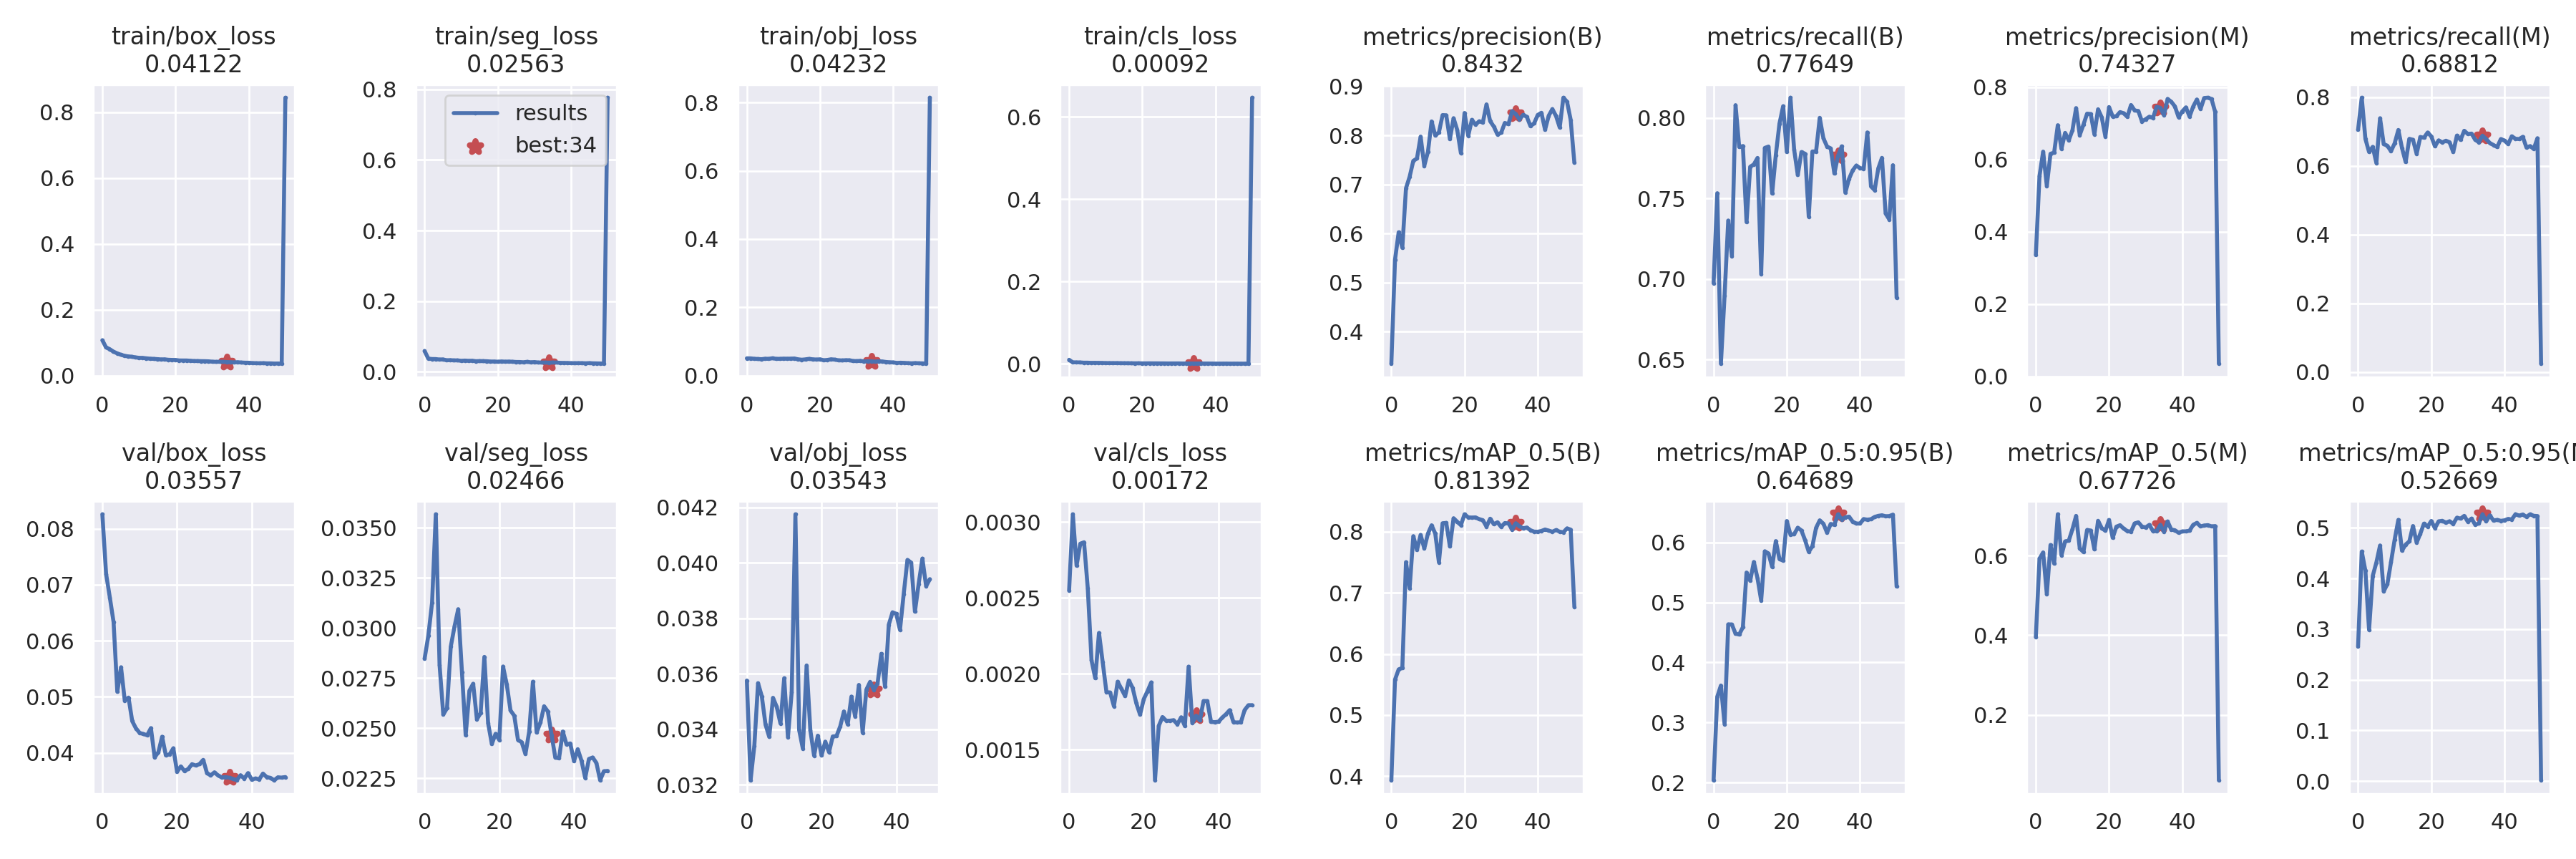 train/box_loss
0.04122
0.8
0.6
0.4
0.2
0.0
0 20 40
train/seg_loss
0.02563
results
best:34
0.8
0.6
0.4
0.2
0.0
0 20 40
train/obj_loss
0.04232
0.8
0.6
0.4
0.2
0.0
0 20 40
train/cls_loss
0.00092
0.6
0.4
0.2
0.0
0 20 40
metrics/precision(B)
0.8432
0.9
0.8
0.7
0.6
0.5
0.4
0 20 40
metrics/recall(B)
0.77649
0.80
0.75
0.70
0.65
0 20 40
metrics/precision(M)
0.74327
0.8
0.6
0.4
0.2
0.0
0 20 40
metrics/recall(M)
0.68812
0.8
0.6
0.4
0.2
0.0
0 20 40
val/box_loss
0.03557
0.08
0.07
0.06
0.05
0.04
0 20 40
val/seg_loss
0.02466
0.0350
0.0325
0.0300
0.0275
0.0250
0.0225
0 20 40
val/obj_loss
0.03543
0.042
0.040
0.038
0.036
0.034
0.032
0 20 40
val/cls_loss
0.00172
0.0030
0.0025
0.0020
0.0015
0 20 40
metrics/mAP_0.5(B)
0.81392
0.8
0.7
0.6
0.5
0.4
0 20 40
metrics/mAP_0.5:0.95(B)
0.64689
0.6
0.5
0.4
0.3
0.2
0 20 40
metrics/mAP_0.5(M)
0.67726
0.6
0.4
0.2
0 20 40
metrics/mAP_0.5:0.95(
0.52669
0.5
0.4
0.3
0.2
0.1
0.0
0 20 40